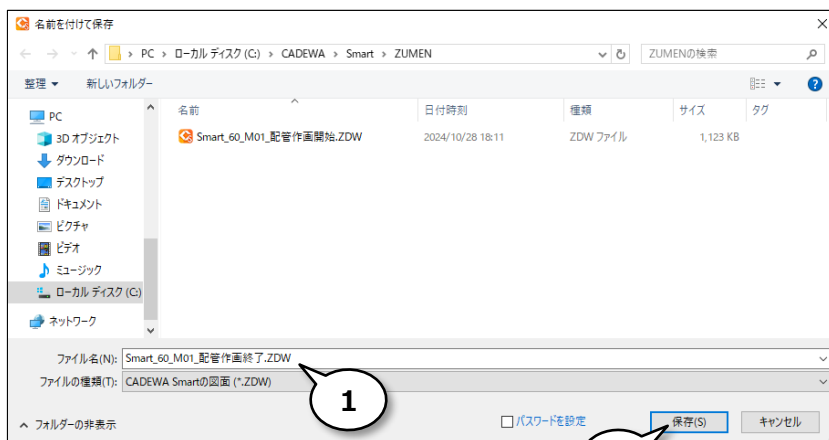 名前を付けて保存
PC > ローカル ディスク (C:) > CADEWA > Smart > ZUMEN
ZUMENの検索
整理 新しいフォルダー
名前 日付時刻 種類 サイズ タグ
Smart_60_M01_配管作画開始.ZDW 2024/10/28 18:11 ZDW ファイル 1,123 KB
PC
3D オブジェクト
ダウンロード
デスクトップ
ドキュメント
ピクチャ
ビデオ
ミュージック
ローカル ディスク (C:)
ネットワーク
ファイル名(N): Smart_60_M01_配管作画終了.ZDW
ファイルの種類(T): CADEWA Smartの図面 (*.ZDW)
1
フォルダーの非表示
パスワードを設定
保存(S)
キャンセル